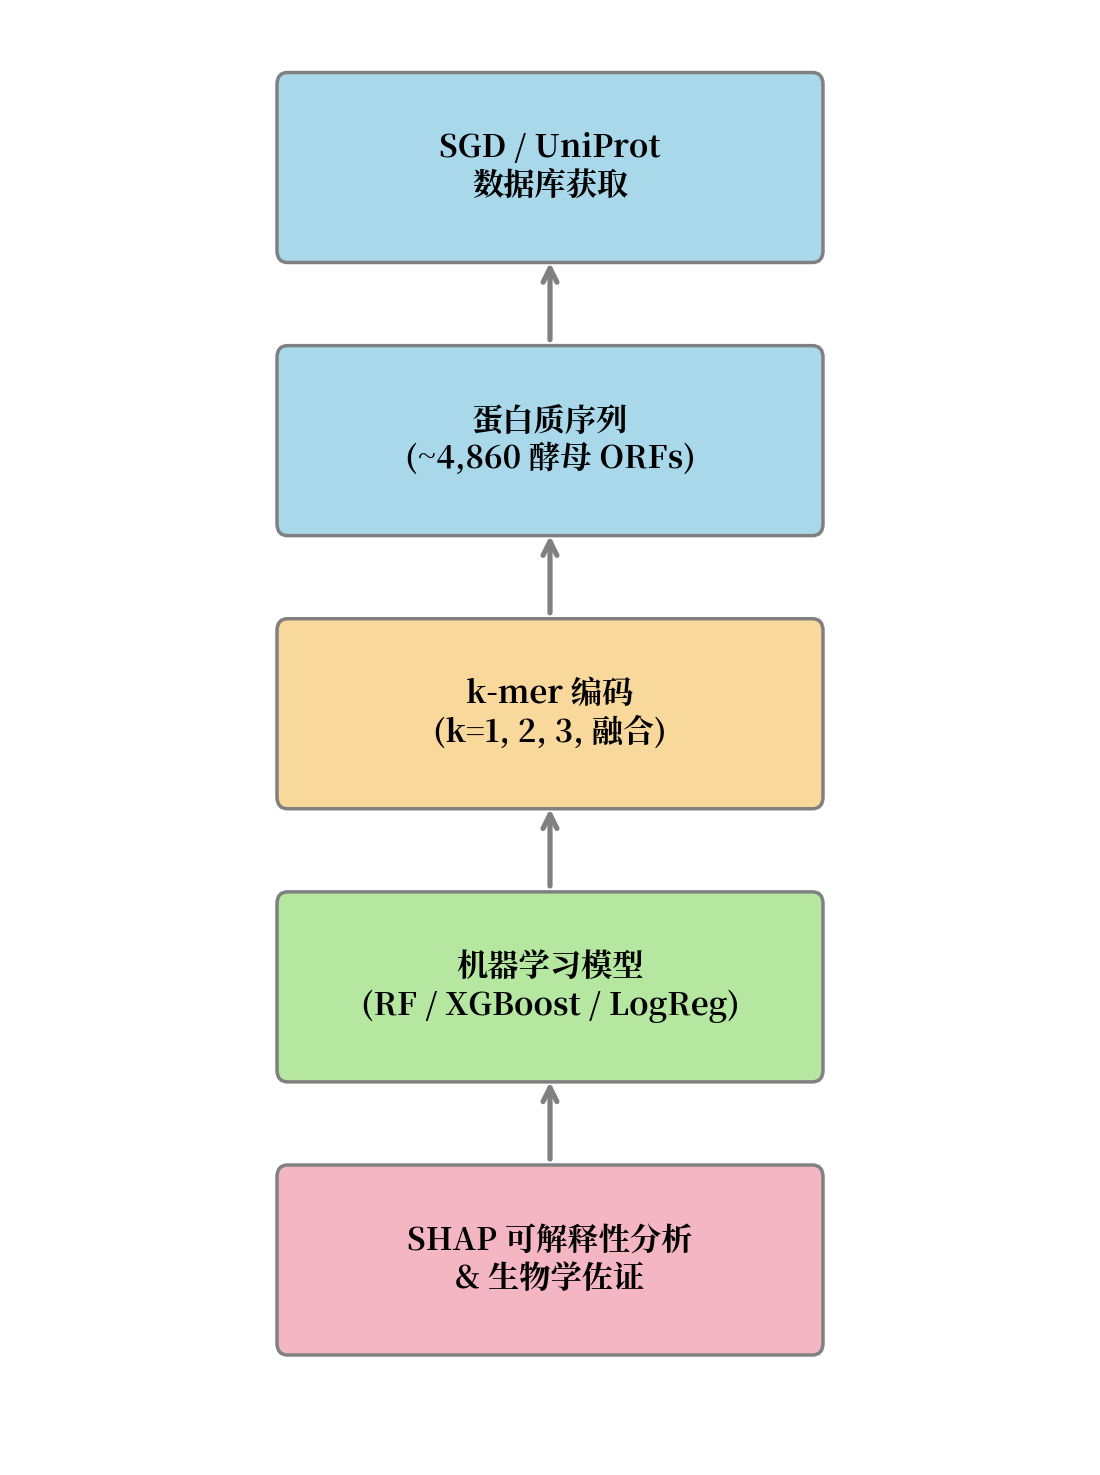 SGD / UniProt
数据库获取
蛋白质序列
(~4,860 酵母 ORFs)
k-mer 编码
(k=1, 2, 3, 融合)
机器学习模型
(RF / XGBoost / LogReg)
SHAP 可解释性分析
& 生物学佐证